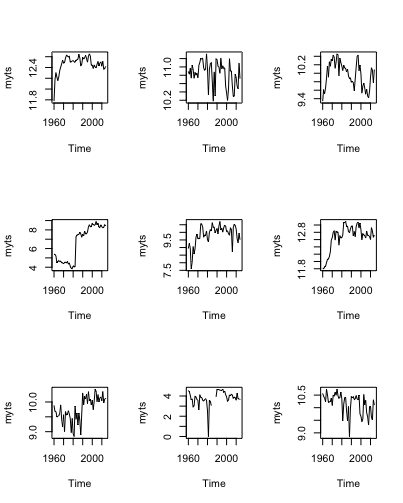 myts 11.8 12.4 1960 2000 Time
myts 10.2 11.0 1960 2000 Time
myts 9.4 10.2 1960 2000 Time
myts 4 6 8 1960 2000 Time
myts 7.5 9.5 1960 2000 Time
myts 11.8 12.8 1960 2000 Time
myts 9.0 10.0 1960 2000 Time
myts 0 2 4 1960 2000 Time
myts 9.0 10.5 1960 2000 Time